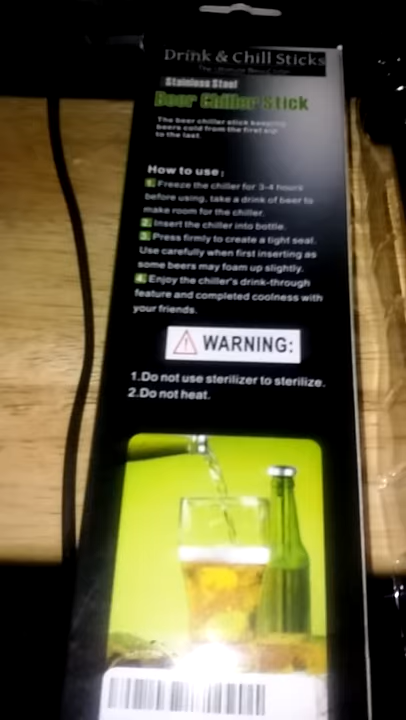 Drink & Chill Sticks
Stainless Steel
Beer Chiller Stick
The beer chiller stick keeping
beers cold from the first sip
to the last.
How to use:
1. Freeze the chiller for 3-4 hours
before using, take a drink of beer to
make room for the chiller.
2. Insert the chiller into bottle.
3. Press firmly to create a tight seal.
Use carefully when first inserting as
some beers may foam up slightly.
4. Enjoy the chiller's drink-through
feature and completed coolness with
your friends.
WARNING:
1.Do not use sterilizer to sterilize.
2.Do not heat.